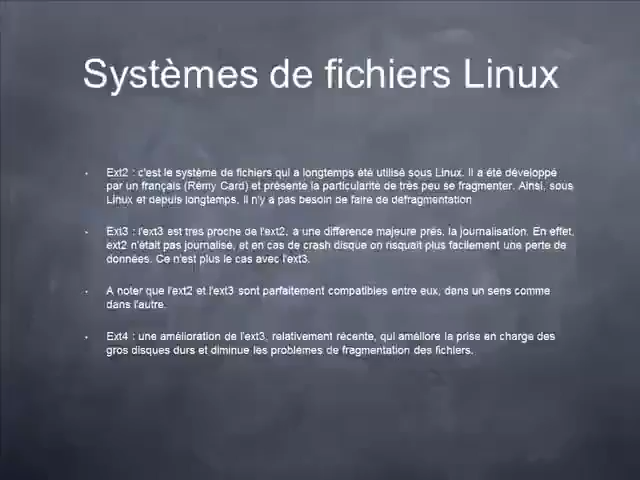 Systèmes de fichiers Linux
• Ext2 : c'est le système de fichiers qui a longtemps été utilisé sous Linux. Il a été développé
par un français (Rémy Card) et présente la particularité de très peu se fragmenter. Ainsi, sous
Linux et depuis longtemps, il n'y a pas besoin de faire de défragmentation
• Ext3 : l'ext3 est très proche de l'ext2, à une différence majeure près, la journalisation. En effet,
ext2 n'était pas journalisé, et en cas de crash disque on risquait plus facilement une perte de
données. Ce n'est plus le cas avec l'ext3.
• A noter que l'ext2 et l'ext3 sont parfaitement compatibles entre eux, dans un sens comme
dans l'autre.
• Ext4 : une amélioration de l'ext3, relativement récente, qui améliore la prise en charge des
gros disques durs et diminue les problèmes de fragmentation des fichiers.